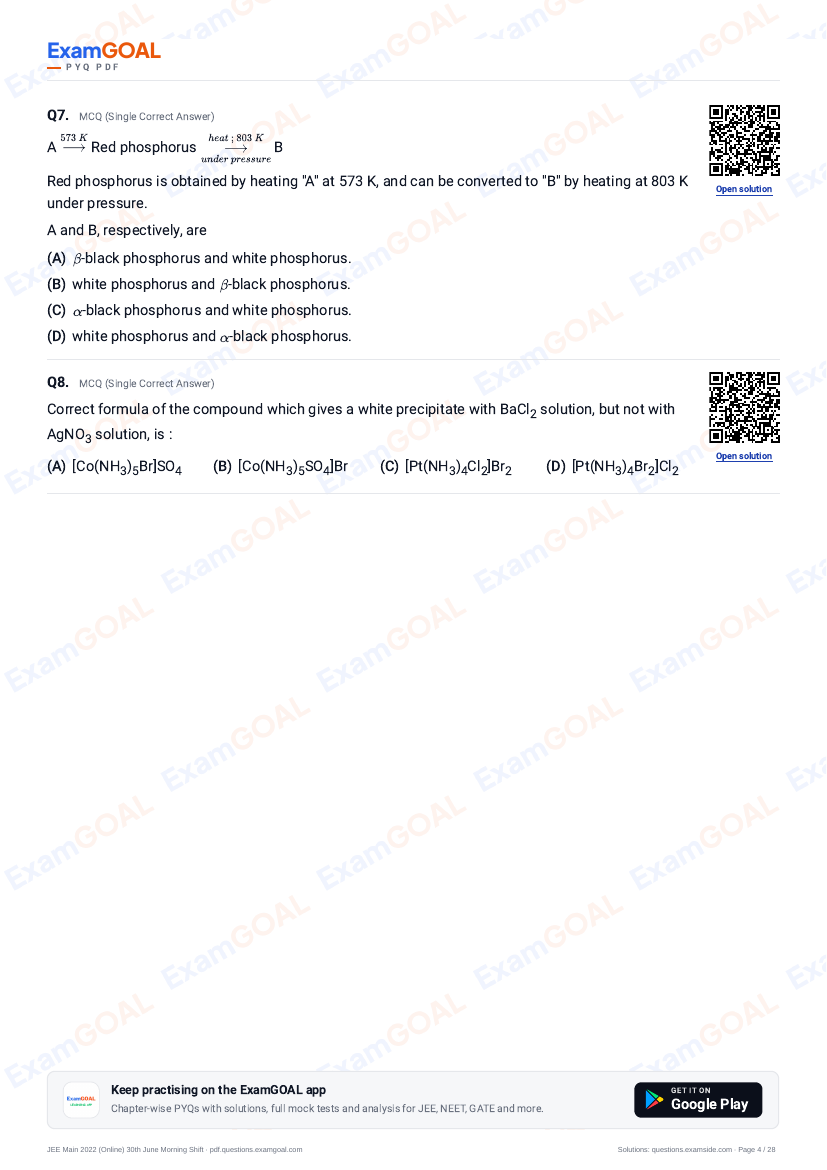 ExamGOAL
PYQ PDF
Q7. MCQ (Single Correct Answer)
A \xrightarrow{573 K} Red phosphorus \xrightarrow[under pressure]{heat ; 803 K} B
Red phosphorus is obtained by heating "A" at 573 K, and can be converted to "B" by heating at 803 K
under pressure.
A and B, respectively, are
(A) β-black phosphorus and white phosphorus.
(B) white phosphorus and β-black phosphorus.
(C) α-black phosphorus and white phosphorus.
(D) white phosphorus and α-black phosphorus.
Open solution
Q8. MCQ (Single Correct Answer)
Correct formula of the compound which gives a white precipitate with BaCl₂ solution, but not with
AgNO₃ solution, is :
(A) [Co(NH₃)₅Br]SO₄ (B) [Co(NH₃)₅SO₄]Br (C) [Pt(NH₃)₄Cl₂]Br₂ (D) [Pt(NH₃)₄Br₂]Cl₂
Open solution
Keep practising on the ExamGOAL app
Chapter-wise PYQs with solutions, full mock tests and analysis for JEE, NEET, GATE and more.
ExamGOAL
GET IT ON
Google Play
JEE Main 2022 (Online) 30th June Morning Shift · pdf.questions.examgoal.com
Solutions: questions.examside.com · Page 4 / 28